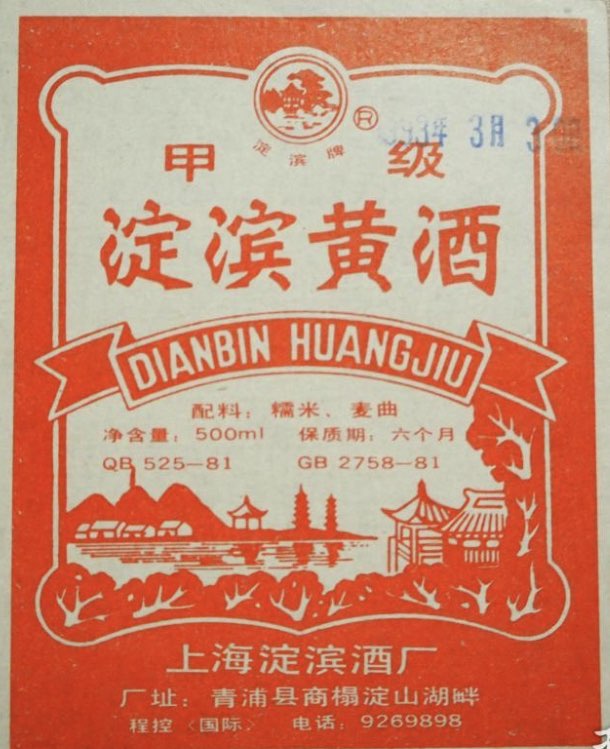 淀滨牌
®
3月
甲级
淀滨黄酒
DIANBIN HUANGJIU
配料：糯米、麦曲
净含量：500ml 保质期：六个月
QB 525—81 GB 2758—81
上海淀滨酒厂
厂址：青浦县商榻淀山湖畔
程控〈国际〉 电话：9269898